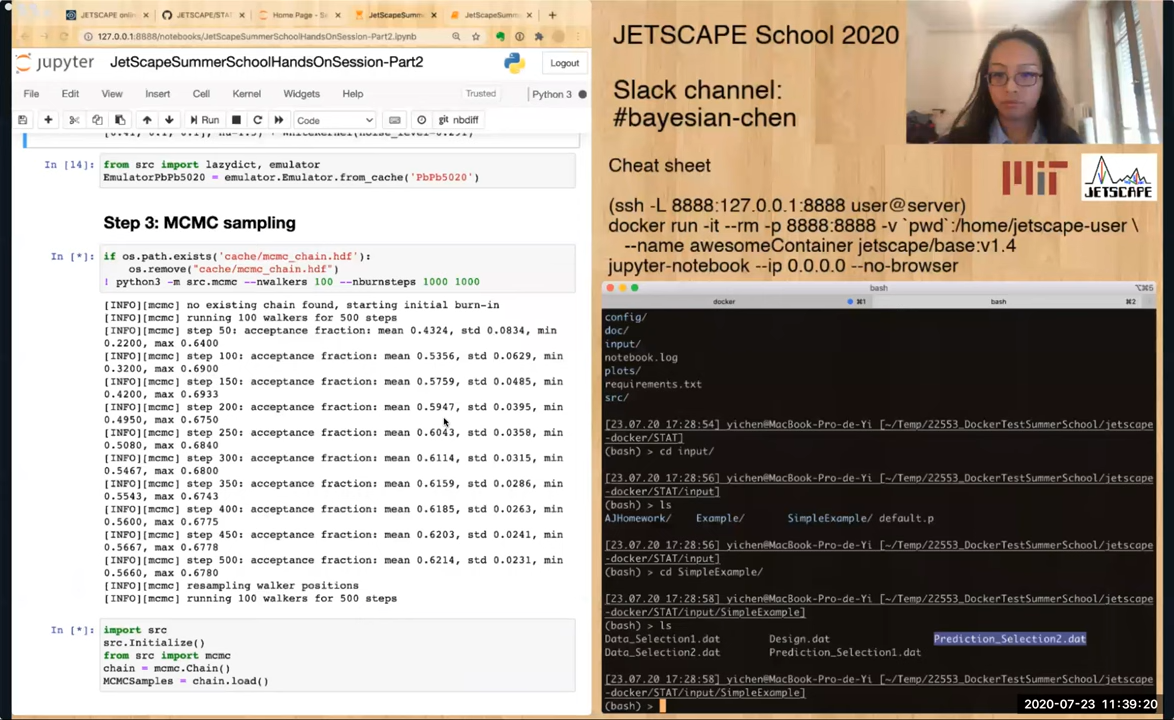 JETSCAPE onlin
JETSCAPE/STAT
Home Page - S
JetScapeSumm
JetScapeSumm
127.0.0.1:8888/notebooks/JetScapeSummerSchoolHandsOnSession-Part2.ipynb
jupyter JetScapeSummerSchoolHandsOnSession-Part2
Logout
File Edit View Insert Cell Kernel Widgets Help Trusted Python 3
Run Code nbdiff
In [14]: from src import lazydict, emulator
EmulatorPbPb5020 = emulator.Emulator.from_cache('PbPb5020')
Step 3: MCMC sampling
In [*]: if os.path.exists('cache/mcmc_chain.hdf'):
os.remove("cache/mcmc_chain.hdf")
! python3 -m src.mcmc --nwalkers 100 --nburnsteps 1000 1000
[INFO][mcmc] no existing chain found, starting initial burn-in
[INFO][mcmc] running 100 walkers for 500 steps
[INFO][mcmc] step 50: acceptance fraction: mean 0.4324, std 0.0834, min
0.2200, max 0.6400
[INFO][mcmc] step 100: acceptance fraction: mean 0.5356, std 0.0629, min
0.3200, max 0.6900
[INFO][mcmc] step 150: acceptance fraction: mean 0.5759, std 0.0485, min
0.4200, max 0.6933
[INFO][mcmc] step 200: acceptance fraction: mean 0.5947, std 0.0395, min
0.4950, max 0.6750
[INFO][mcmc] step 250: acceptance fraction: mean 0.6043, std 0.0358, min
0.5080, max 0.6840
[INFO][mcmc] step 300: acceptance fraction: mean 0.6114, std 0.0315, min
0.5467, max 0.6800
[INFO][mcmc] step 350: acceptance fraction: mean 0.6159, std 0.0286, min
0.5543, max 0.6743
[INFO][mcmc] step 400: acceptance fraction: mean 0.6185, std 0.0263, min
0.5600, max 0.6775
[INFO][mcmc] step 450: acceptance fraction: mean 0.6203, std 0.0241, min
0.5667, max 0.6778
[INFO][mcmc] step 500: acceptance fraction: mean 0.6214, std 0.0231, min
0.5660, max 0.6780
[INFO][mcmc] resampling walker positions
[INFO][mcmc] running 100 walkers for 500 steps
In [*]: import src
src.Initialize()
from src import mcmc
chain = mcmc.Chain()
MCMCSamples = chain.load()
JETSCAPE School 2020
Slack channel:
#bayesian-chen
Cheat sheet
MIT
JETSCAPE
(ssh -L 8888:127.0.0.1:8888 user@server)
docker run -it --rm -p 8888:8888 -v `pwd`:/home/jetscape-user \
--name awesomeContainer jetscape/base:v1.4
jupyter-notebook --ip 0.0.0.0 --no-browser
bash ⌥⌘5
docker ⌘1 bash ⌘2
config/
doc/
input/
notebook.log
plots/
requirements.txt
src/
[23.07.20 17:28:54] yichen@MacBook-Pro-de-Yi [~/Temp/22553_DockerTestSummerSchool/jetscape
-docker/STAT]
(bash) > cd input/
[23.07.20 17:28:56] yichen@MacBook-Pro-de-Yi [~/Temp/22553_DockerTestSummerSchool/jetscape
-docker/STAT/input]
(bash) > ls
AJHomework/ Example/ SimpleExample/ default.p
[23.07.20 17:28:56] yichen@MacBook-Pro-de-Yi [~/Temp/22553_DockerTestSummerSchool/jetscape
-docker/STAT/input]
(bash) > cd SimpleExample/
[23.07.20 17:28:58] yichen@MacBook-Pro-de-Yi [~/Temp/22553_DockerTestSummerSchool/jetscape
-docker/STAT/input/SimpleExample]
(bash) > ls
Data_Selection1.dat Design.dat Prediction_Selection2.dat
Data_Selection2.dat Prediction_Selection1.dat
[23.07.20 17:28:58] yichen@MacBook-Pro-de-Yi [~/Temp/22553_DockerTestSummerSchool/jetscape
-docker/STAT/input/SimpleExample]
(bash) >
2020-07-23 11:39:20